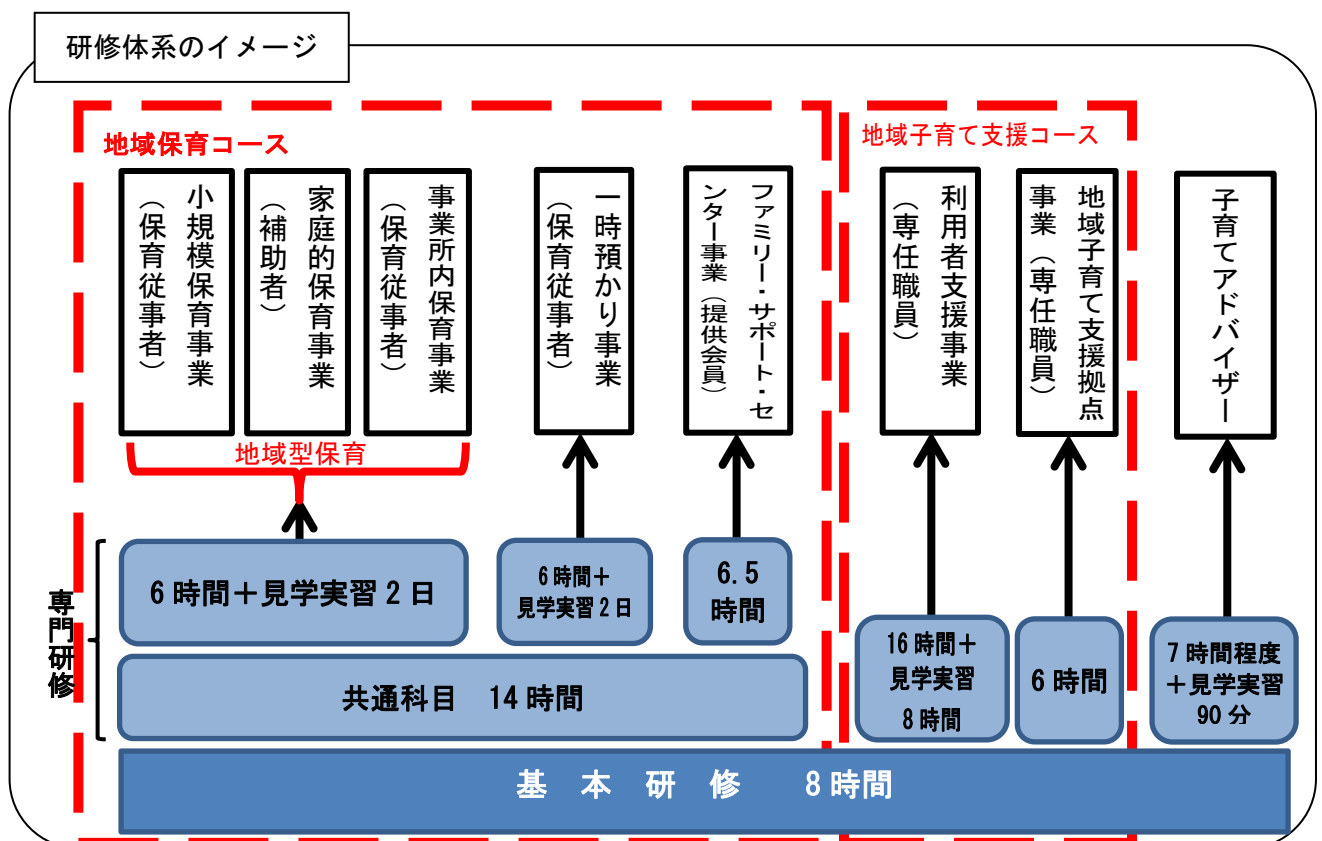 研修体系のイメージ
地域保育コース
地域子育て支援コース
小規模保育事業
（保育従事者）
家庭的保育事業
（補助者）
事業所内保育事業
（保育従事者）
一時預かり事業
（保育従事者）
ファミリー・サポート・セ
ンター事業（提供会員）
利用者支援事業
（専任職員）
地域子育て支援拠点
事業（専任職員）
子育てアドバイザー
地域型保育
専門研修
6時間＋見学実習2日
6時間＋
見学実習2日
6.5
時間
16時間＋
見学実習
8時間
6時間
7時間程度
＋見学実習
90分
共通科目　14時間
基　本　研　修　　8時間